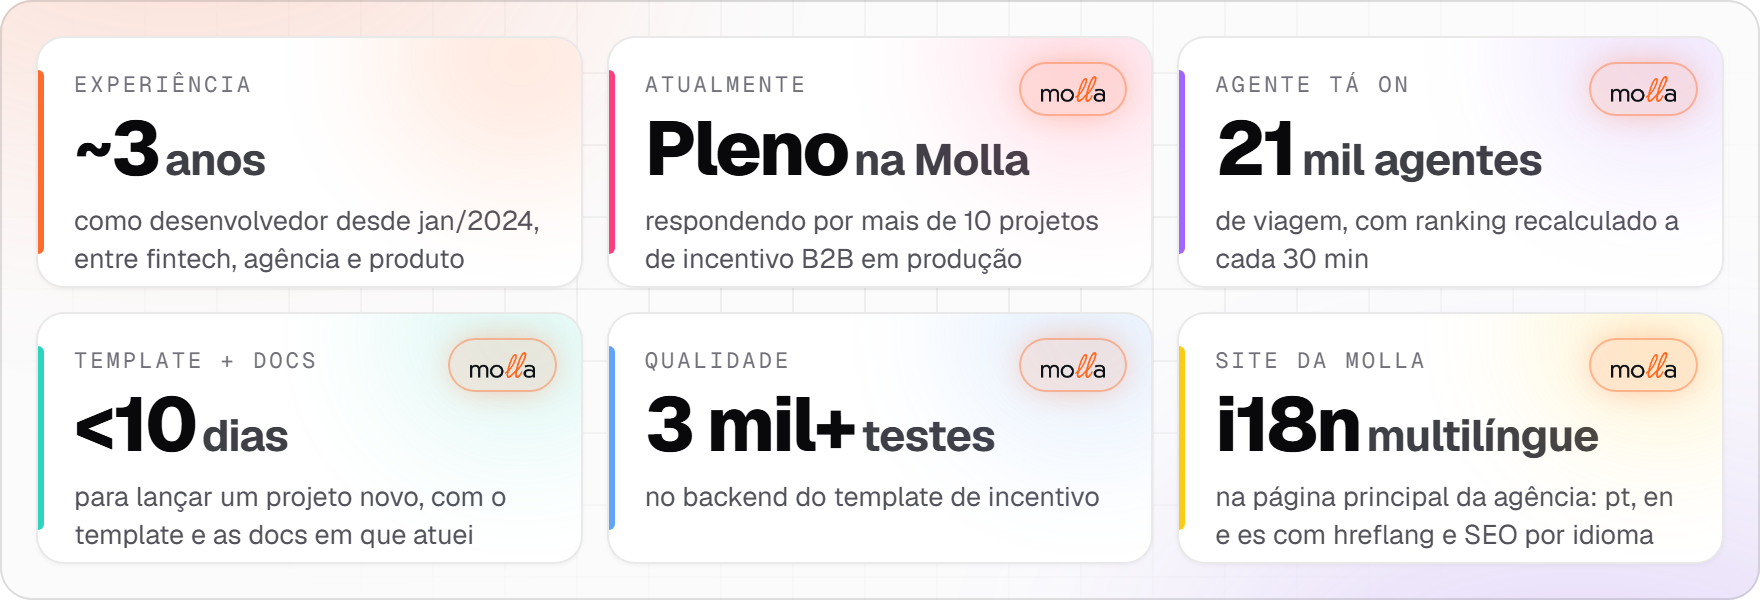 EXPERIÊNCIA
~3 anos
como desenvolvedor desde jan/2024,
entre fintech, agência e produto
ATUALMENTE
molla
Pleno na Molla
respondendo por mais de 10 projetos
de incentivo B2B em produção
AGENTE TÁ ON
molla
21 mil agentes
de viagem, com ranking recalculado a
cada 30 min
TEMPLATE + DOCS
molla
<10 dias
para lançar um projeto novo, com o
template e as docs em que atuei
QUALIDADE
molla
3 mil+ testes
no backend do template de incentivo
SITE DA MOLLA
molla
i18n multilíngue
na página principal da agência: pt, en
e es com hreflang e SEO por idioma